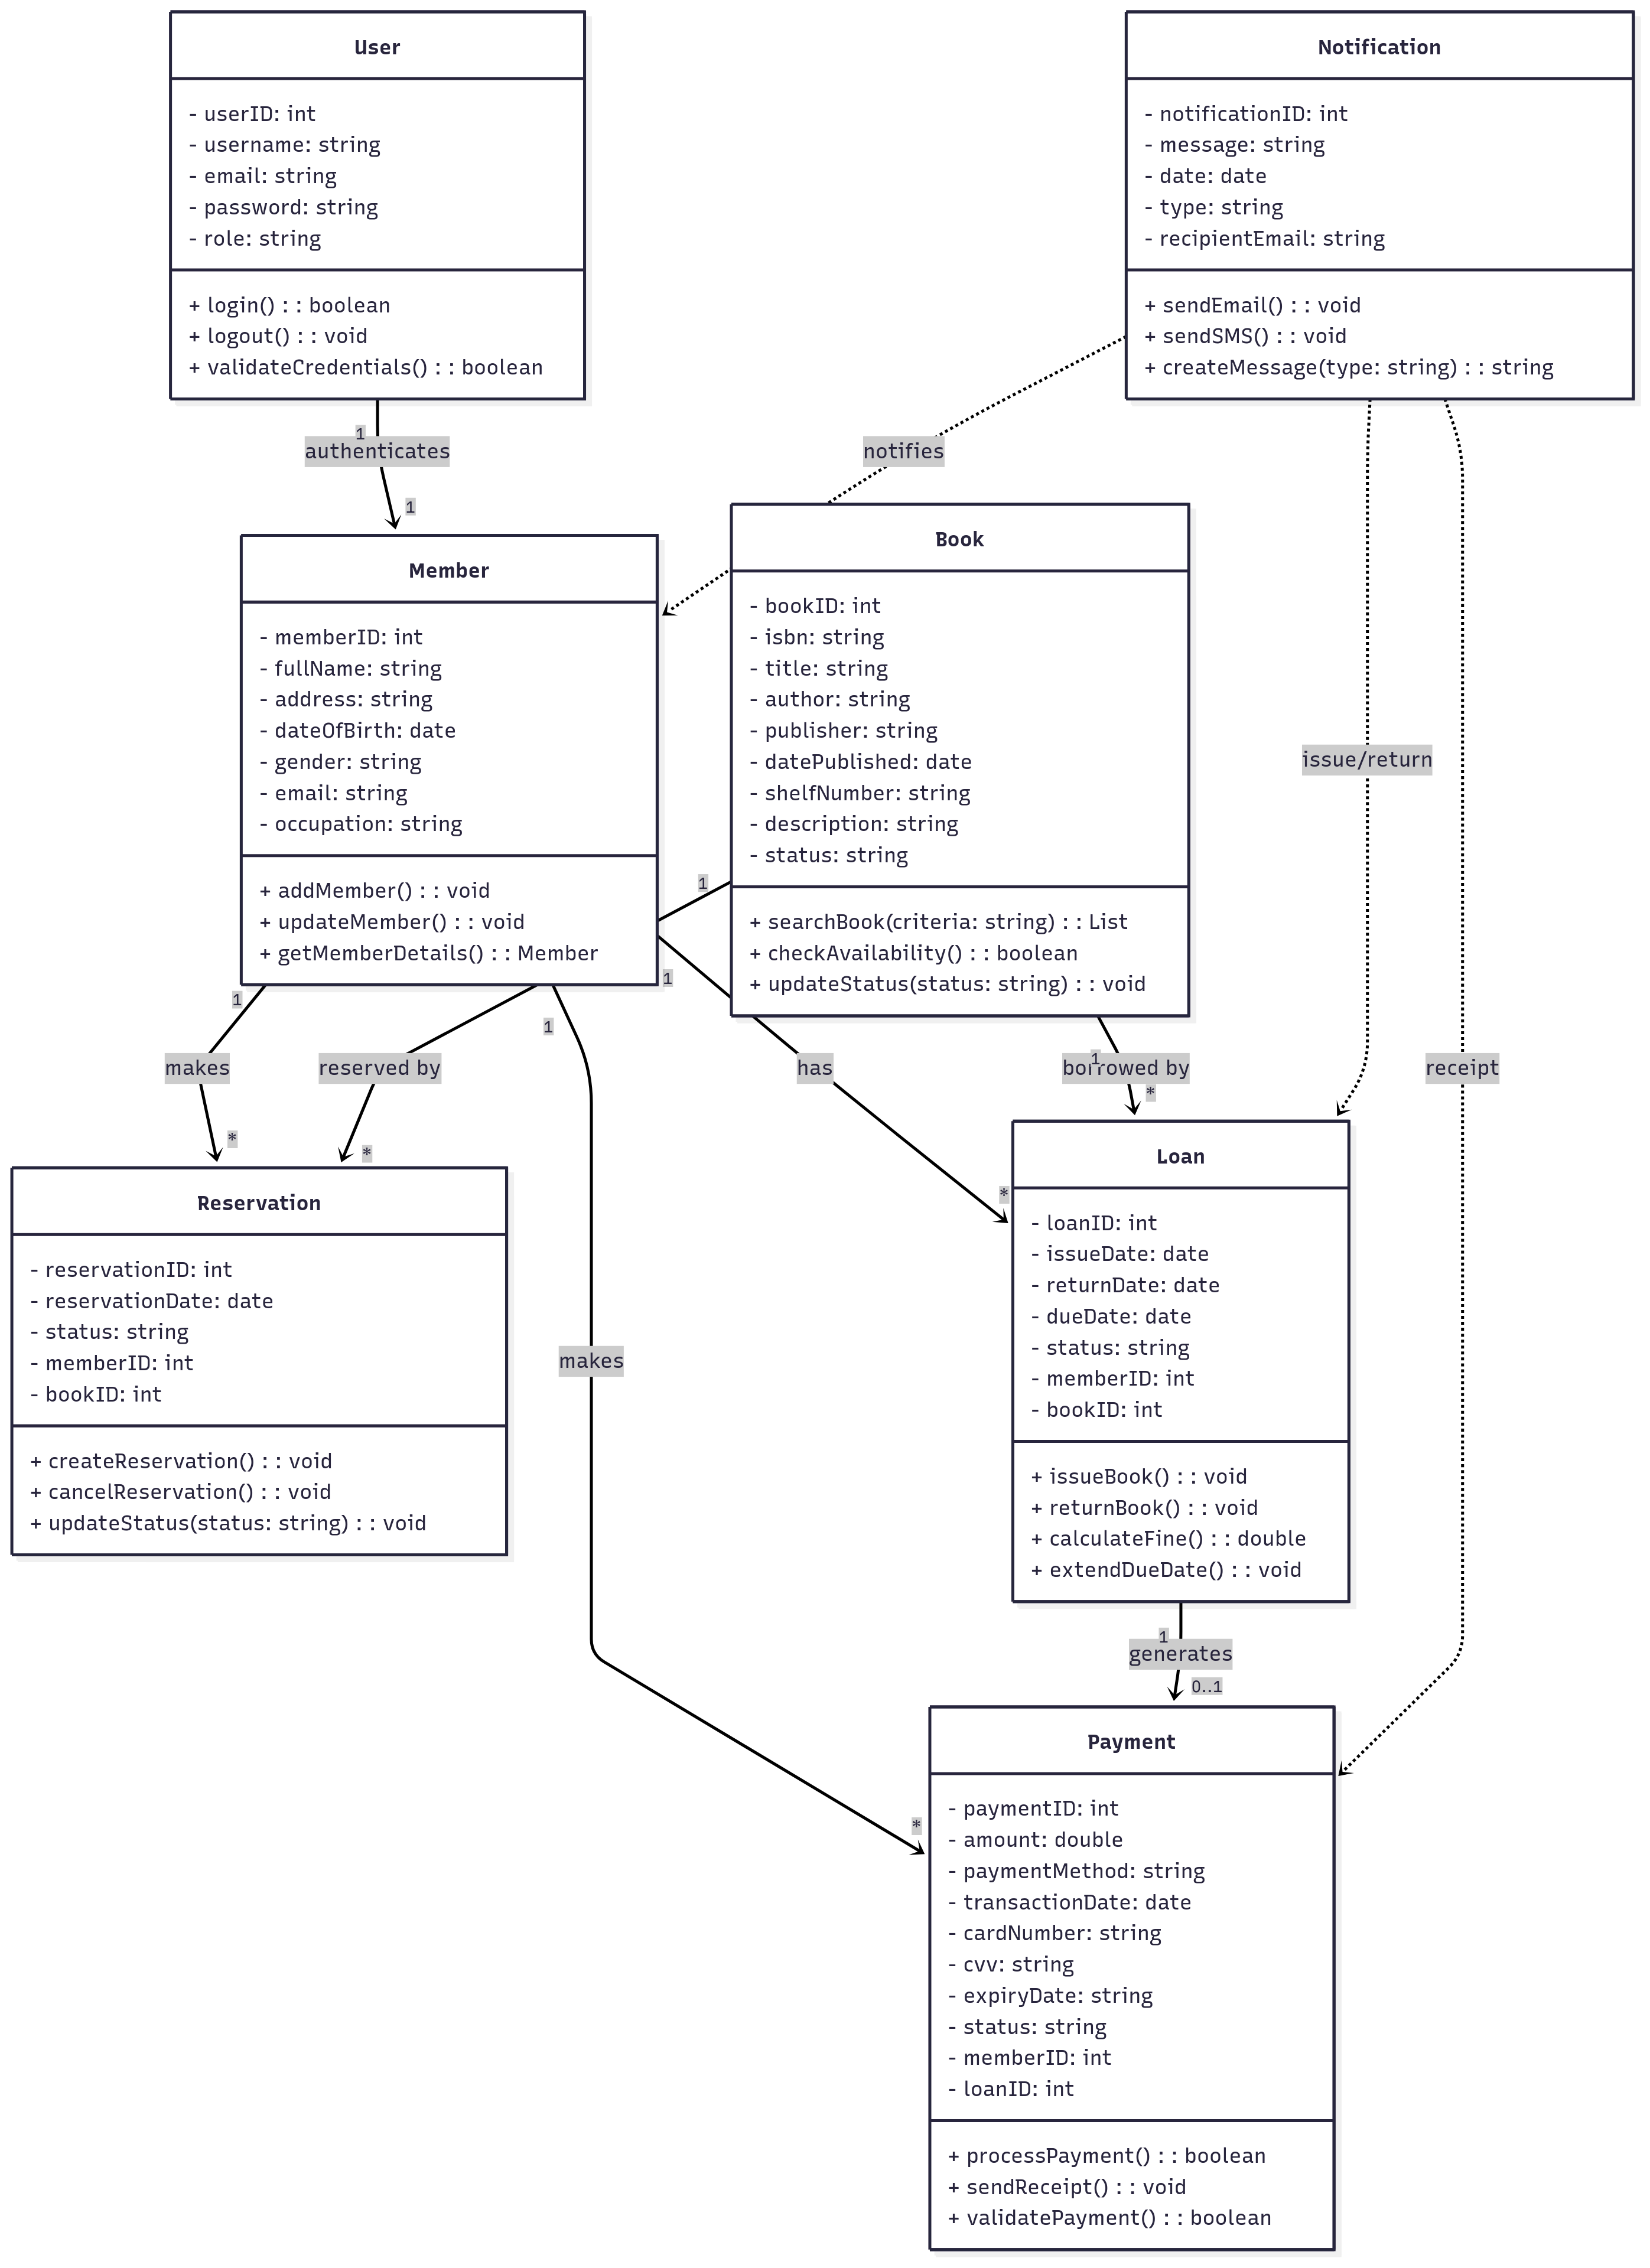 User
- userID: int
- username: string
- email: string
- password: string
- role: string
+ login() : : boolean
+ logout() : : void
+ validateCredentials() : : boolean
Notification
- notificationID: int
- message: string
- date: date
- type: string
- recipientEmail: string
+ sendEmail() : : void
+ sendSMS() : : void
+ createMessage(type: string) : : string
1
authenticates
1
notifies
Member
- memberID: int
- fullName: string
- address: string
- dateOfBirth: date
- gender: string
- email: string
- occupation: string
+ addMember() : : void
+ updateMember() : : void
+ getMemberDetails() : : Member
Book
- bookID: int
- isbn: string
- title: string
- author: string
- publisher: string
- datePublished: date
- shelfNumber: string
- description: string
- status: string
+ searchBook(criteria: string) : : List
+ checkAvailability() : : boolean
+ updateStatus(status: string) : : void
issue/return
1
1
1
1
makes
reserved by
has
1
borrowed by
receipt
*
*
*
*
Reservation
- reservationID: int
- reservationDate: date
- status: string
- memberID: int
- bookID: int
+ createReservation() : : void
+ cancelReservation() : : void
+ updateStatus(status: string) : : void
makes
Loan
- loanID: int
- issueDate: date
- returnDate: date
- dueDate: date
- status: string
- memberID: int
- bookID: int
+ issueBook() : : void
+ returnBook() : : void
+ calculateFine() : : double
+ extendDueDate() : : void
1
generates
0..1
*
Payment
- paymentID: int
- amount: double
- paymentMethod: string
- transactionDate: date
- cardNumber: string
- cvv: string
- expiryDate: string
- status: string
- memberID: int
- loanID: int
+ processPayment() : : boolean
+ sendReceipt() : : void
+ validatePayment() : : boolean